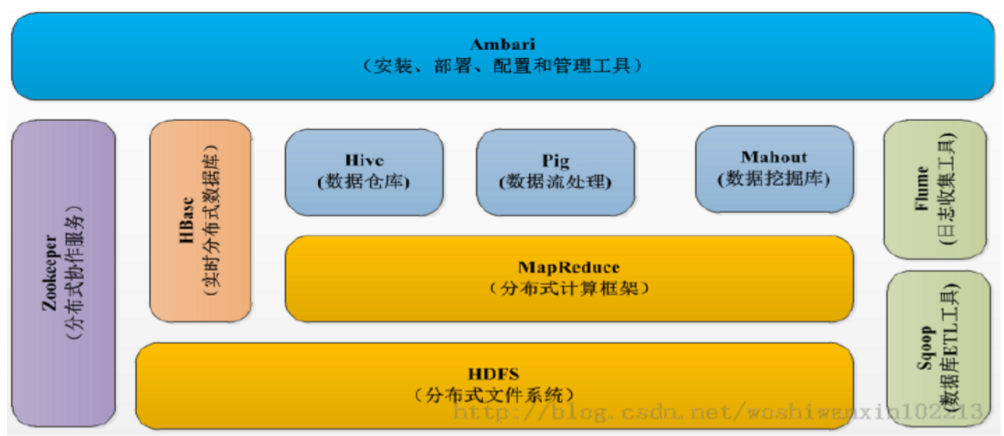 Ambari
（安装、部署、配置和管理工具）
Zookeeper
（分布式协作服务）
HBase
（实时分布式数据库）
Hive
(数据仓库)
Pig
(数据流处理)
Mahout
(数据挖掘库)
Flume
(日志收集工具)
MapReduce
（分布式计算框架）
Sqoop
(数据库ETL工具)
HDFS
（分布式文件系统）
http://blog.csdn.net/woshiwanxin102213